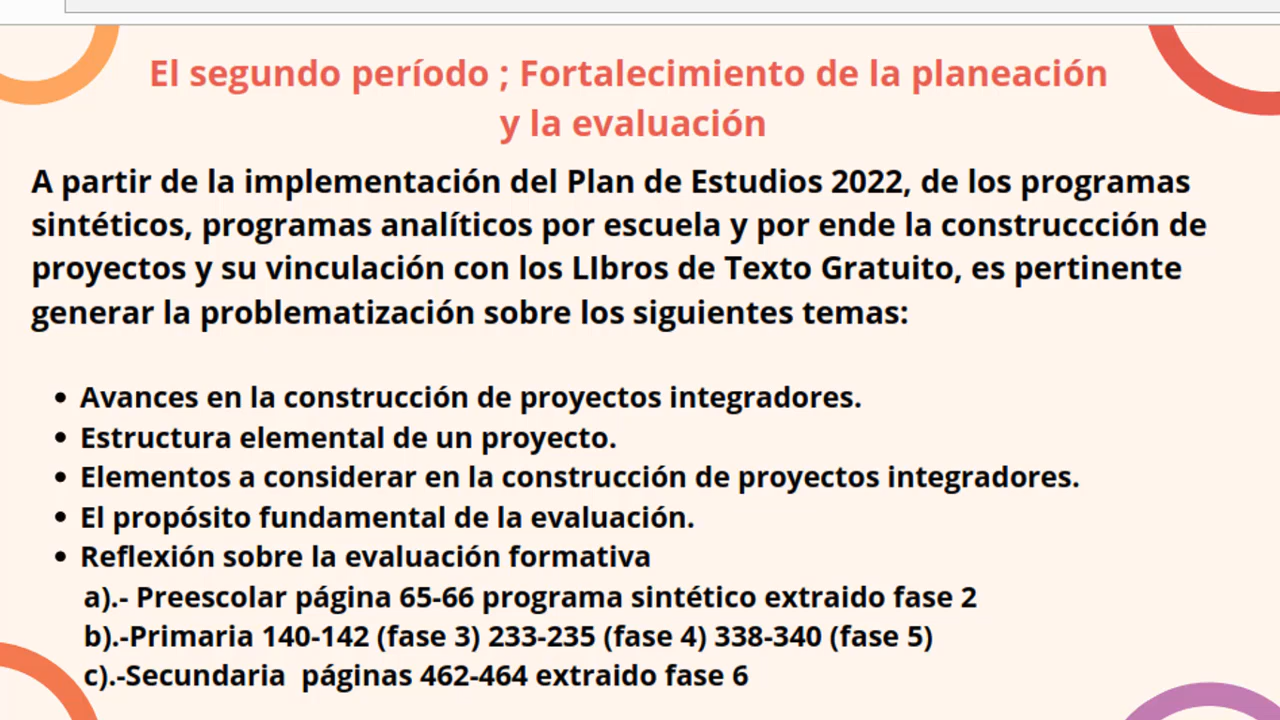 El segundo período ; Fortalecimiento de la planeación
y la evaluación
A partir de la implementación del Plan de Estudios 2022, de los programas
sintéticos, programas analíticos por escuela y por ende la construccción de
proyectos y su vinculación con los LIbros de Texto Gratuito, es pertinente
generar la problematización sobre los siguientes temas:
• Avances en la construcción de proyectos integradores.
• Estructura elemental de un proyecto.
• Elementos a considerar en la construcción de proyectos integradores.
• El propósito fundamental de la evaluación.
• Reflexión sobre la evaluación formativa
a).- Preescolar página 65-66 programa sintético extraido fase 2
b).-Primaria 140-142 (fase 3) 233-235 (fase 4) 338-340 (fase 5)
c).-Secundaria  páginas 462-464 extraido fase 6